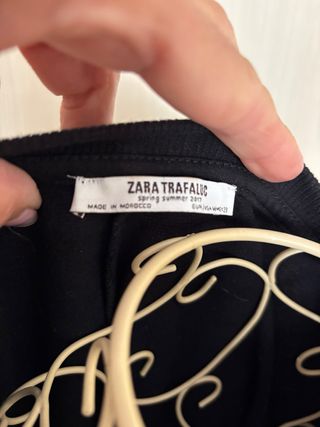 ZARA TRAFALUC
spring summer 2017
MADE IN MOROCCO